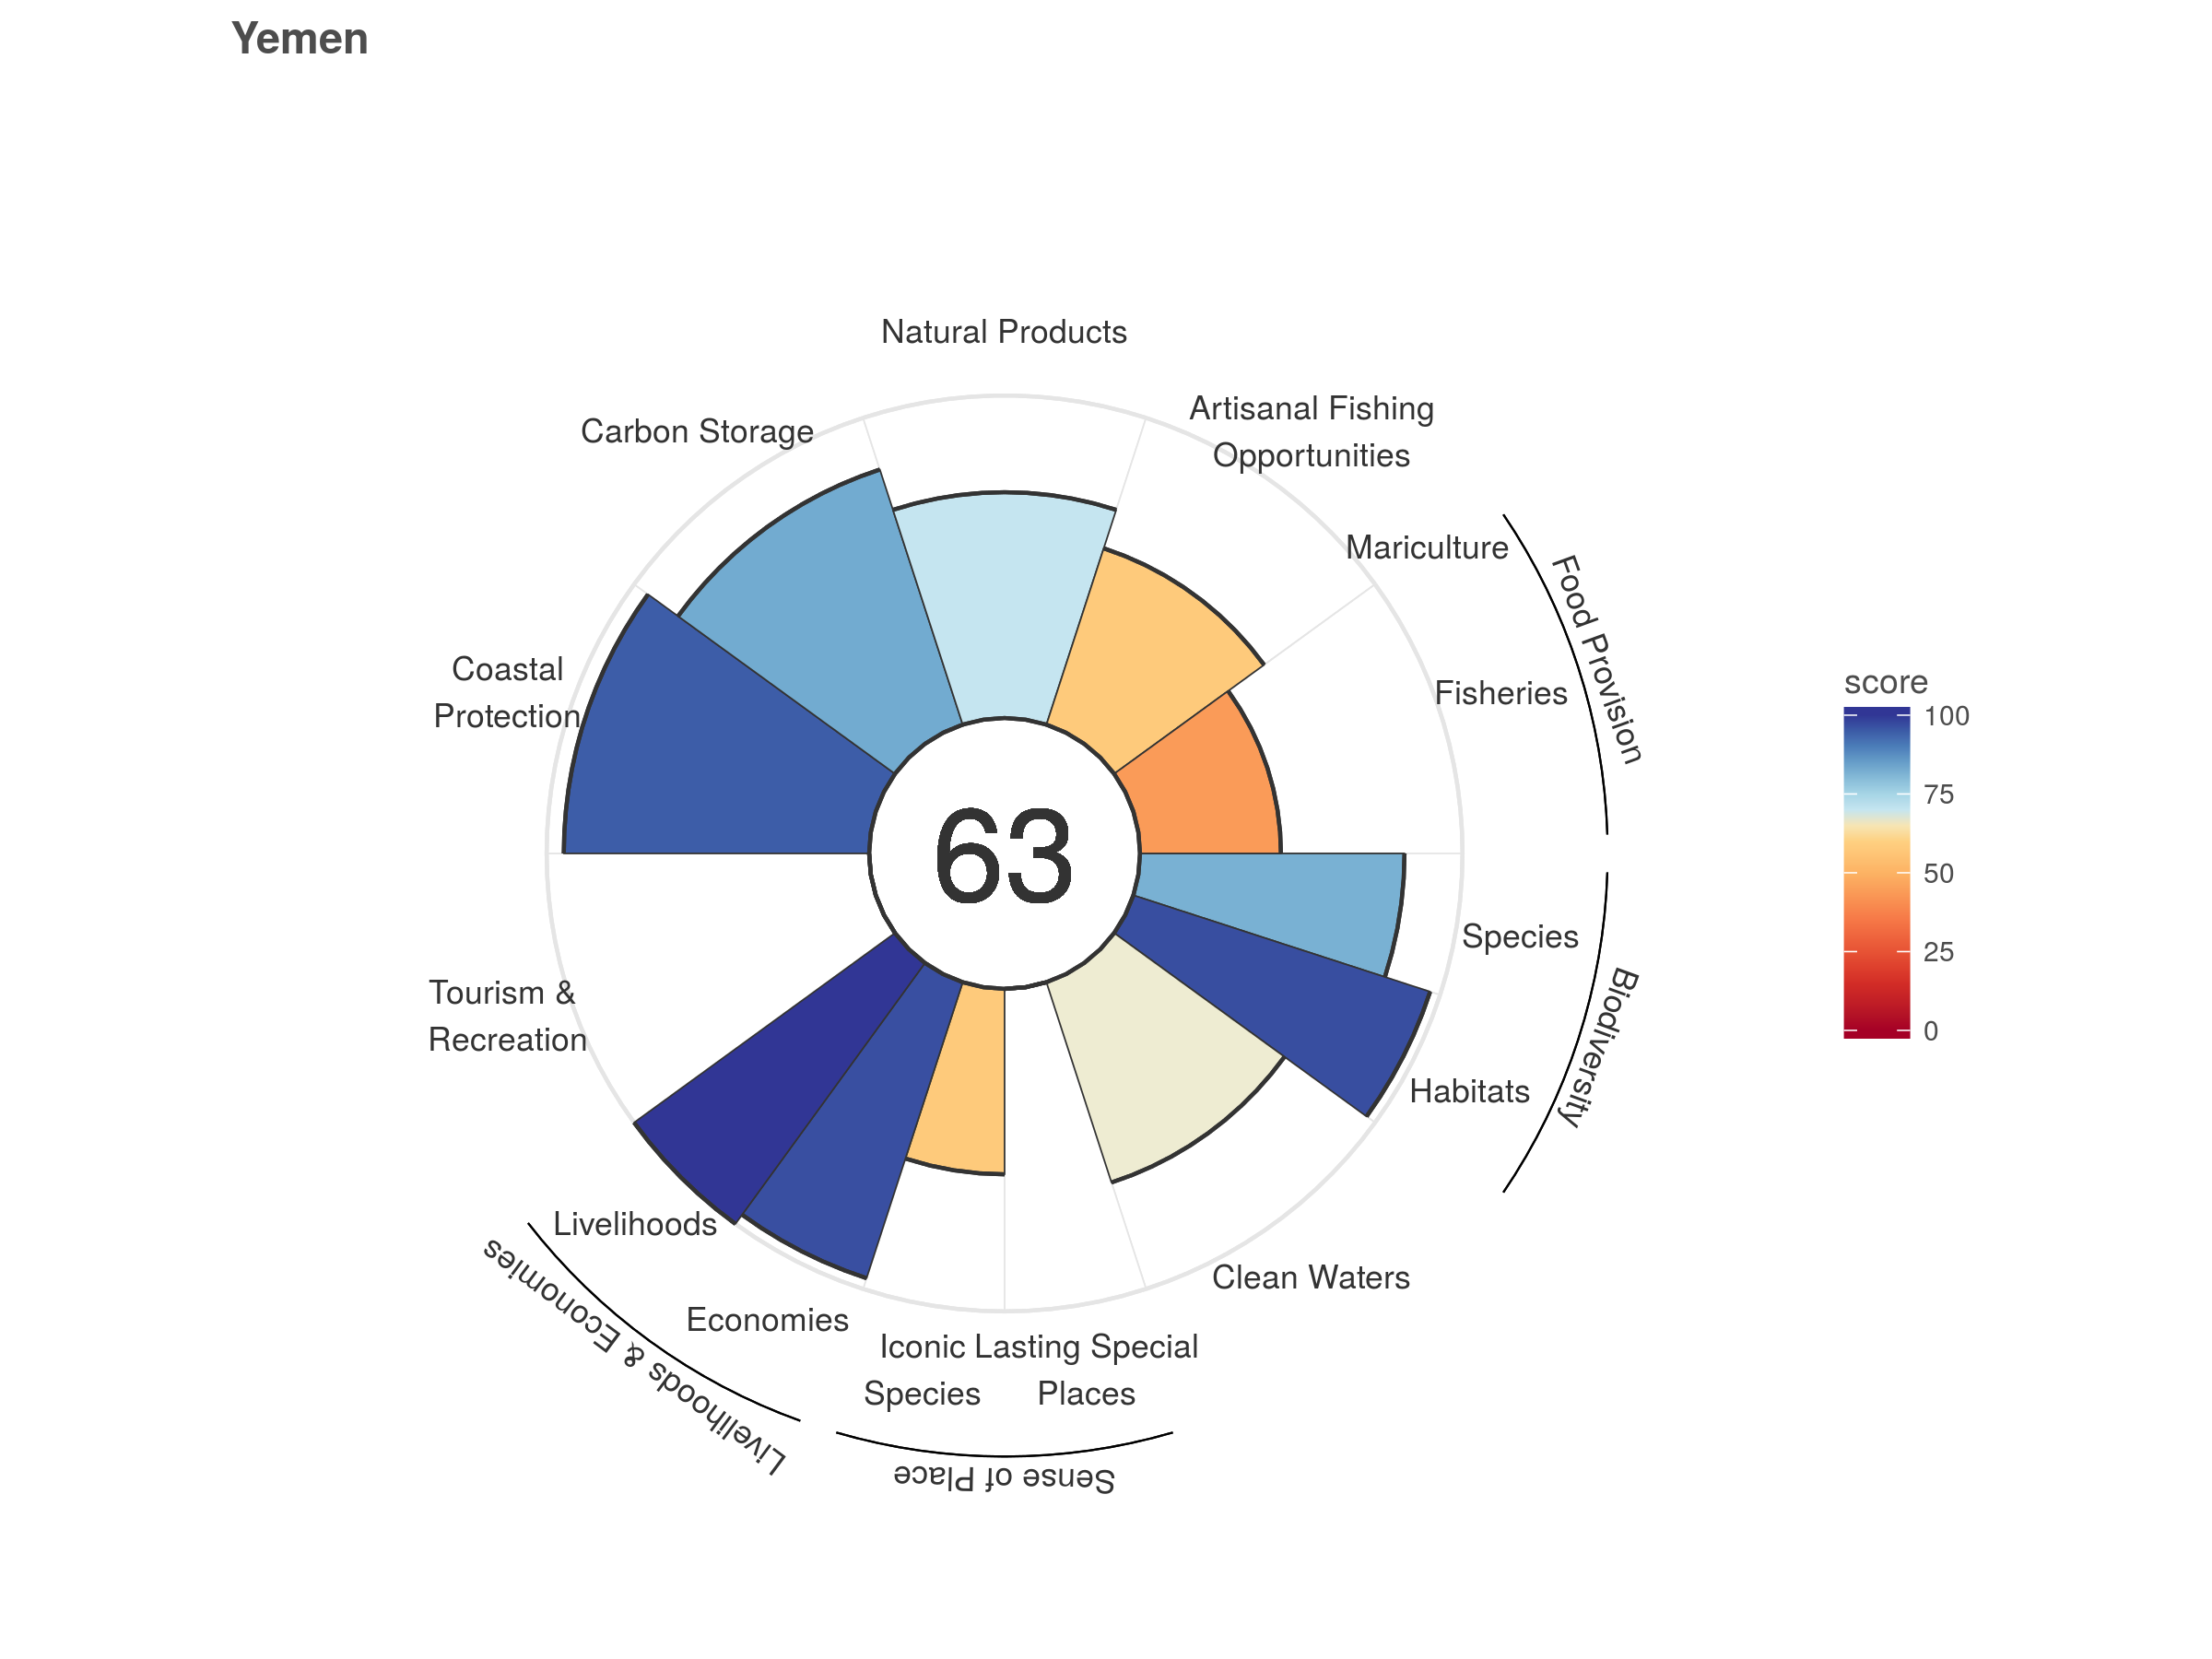 Yemen
Natural Products
Artisanal Fishing
Opportunities
Carbon Storage
Mariculture
Food Provision
Fisheries
Coastal
Protection
63
Species
Biodiversity
Habitats
Tourism &
Recreation
Livelihoods
Livelihoods & Economies
Economies
Clean Waters
Iconic
Species
Lasting Special
Places
Sense of Place
score
100
75
50
25
0